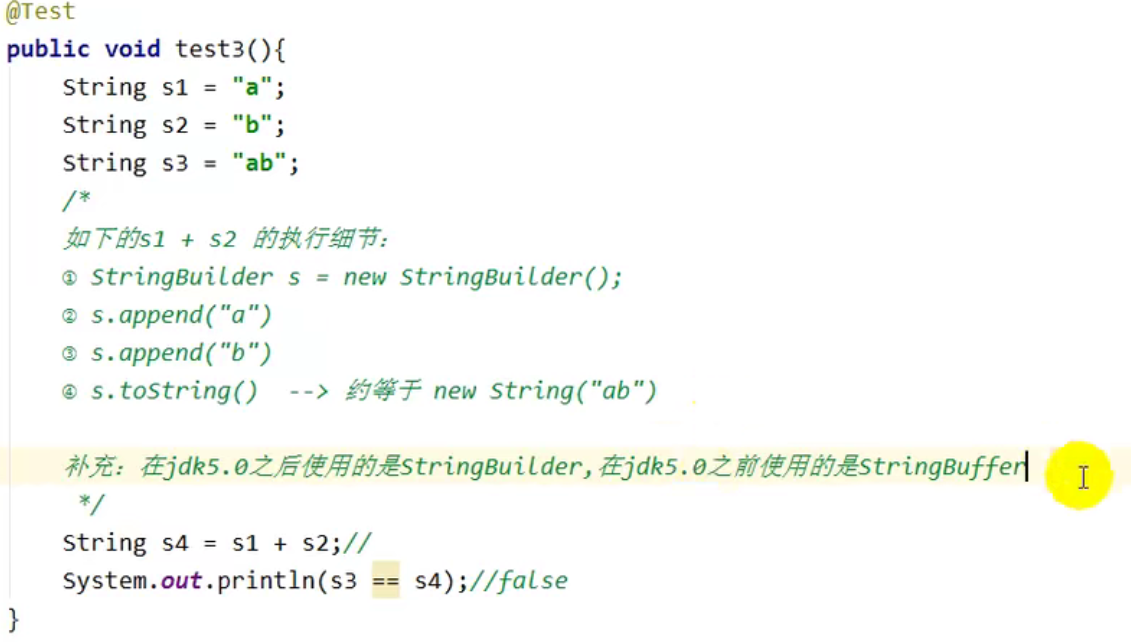 @Test
public void test3(){
String s1 = "a";
String s2 = "b";
String s3 = "ab";
/*
如下的s1 + s2 的执行细节：
① StringBuilder s = new StringBuilder();
② s.append("a")
③ s.append("b")
④ s.toString() --> 约等于 new String("ab")
补充：在jdk5.0之后使用的是StringBuilder,在jdk5.0之前使用的是StringBuffer
*/
String s4 = s1 + s2;//
System.out.println(s3 == s4);//false
}